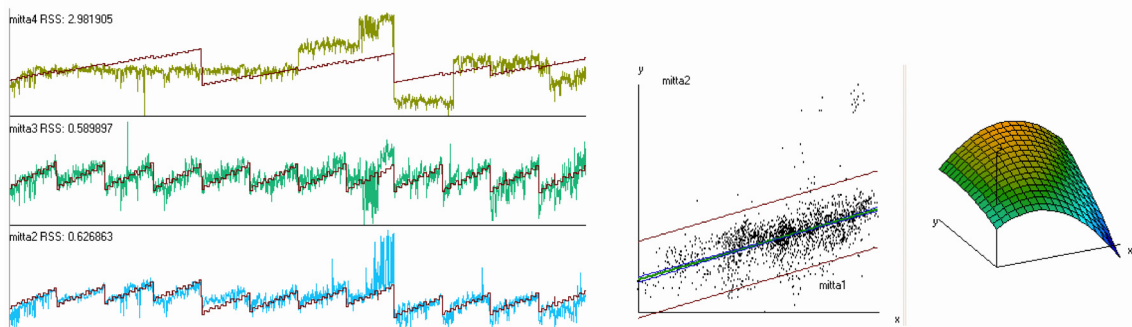 mitta4 RSS: 2.981905
mitta3 RSS: 0.589897
mitta2 RSS: 0.626863
y
mitta2
mitta1
x
y
x